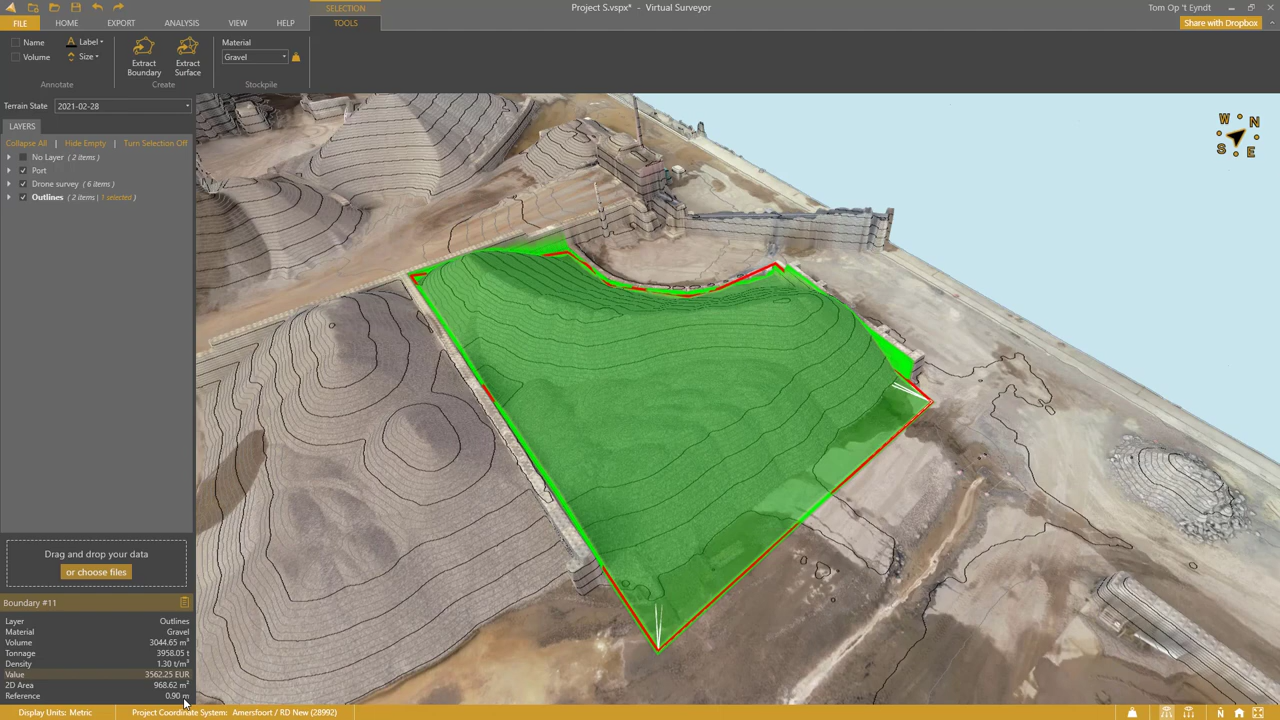 SELECTION
Project S.vspx* - Virtual Surveyor
Tom Op 't Eyndt
FILE HOME EXPORT ANALYSIS VIEW HELP TOOLS
Share with Dropbox
Name
Label
Volume
Size
Annotate
Extract Boundary
Extract Surface
Create
Material
Gravel
Stockpile
Terrain State 2021-02-28
LAYERS
Collapse All | Hide Empty | Turn Selection Off
No Layer ( 2 items )
Port
Drone survey ( 6 items )
Outlines ( 2 items | 1 selected )
W N
S E
Drag and drop your data
or choose files
Boundary #11
Layer Outlines
Material Gravel
Volume 3044.65 m³
Tonnage 3958.05 t
Density 1.30 t/m³
Value 3562.25 EUR
2D Area 968.62 m²
Reference 0.90 m
Display Units: Metric
Project Coordinate System: Amersfoort / RD New (28992)
N